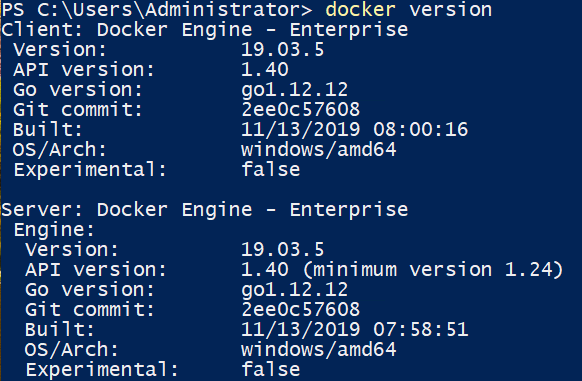 PS C:\Users\Administrator> docker version
Client: Docker Engine - Enterprise
 Version:           19.03.5
 API version:       1.40
 Go version:        go1.12.12
 Git commit:        2ee0c57608
 Built:             11/13/2019 08:00:16
 OS/Arch:           windows/amd64
 Experimental:      false

Server: Docker Engine - Enterprise
 Engine:
  Version:          19.03.5
  API version:      1.40 (minimum version 1.24)
  Go version:       go1.12.12
  Git commit:       2ee0c57608
  Built:            11/13/2019 07:58:51
  OS/Arch:          windows/amd64
  Experimental:     false